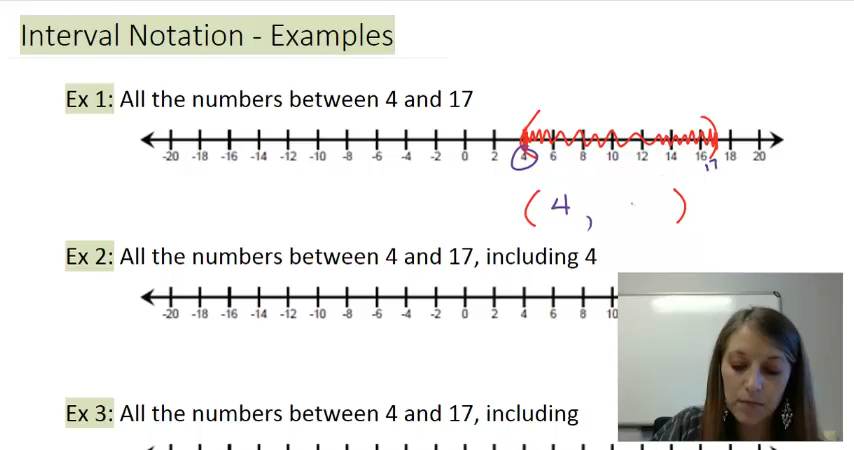 Interval Notation - Examples
Ex 1: All the numbers between 4 and 17
-20 -18 -16 -14 -12 -10 -8 -6 -4 -2 0 2 4 6 8 10 12 14 16 17 18 20
( 4 , )
Ex 2: All the numbers between 4 and 17, including 4
-20 -18 -16 -14 -12 -10 -8 -6 -4 -2 0 2 4 6 8 10
Ex 3: All the numbers between 4 and 17, including